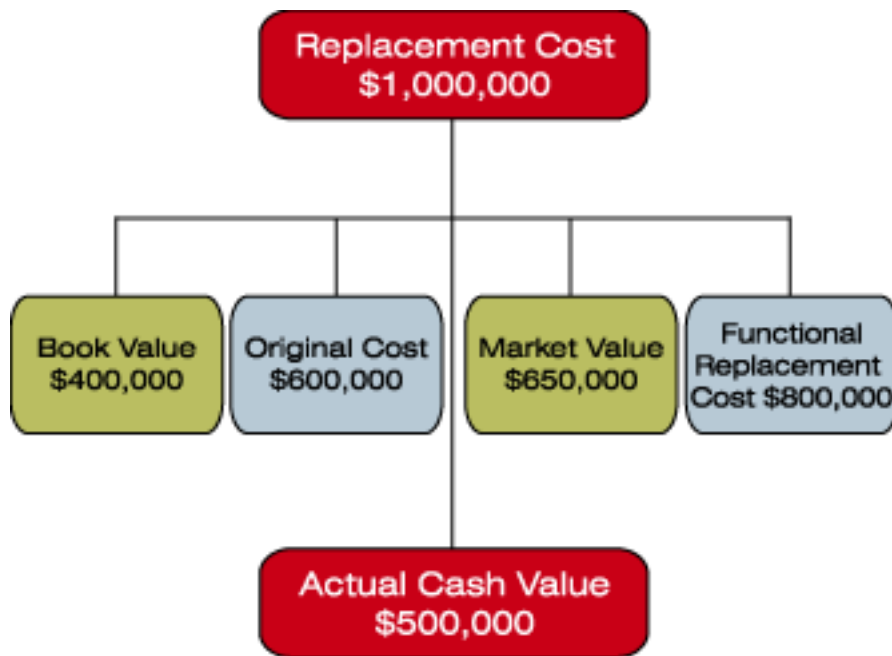 Replacement Cost
$1,000,000
Book Value
$400,000
Original Cost
$600,000
Market Value
$650,000
Functional
Replacement
Cost $800,000
Actual Cash Value
$500,000